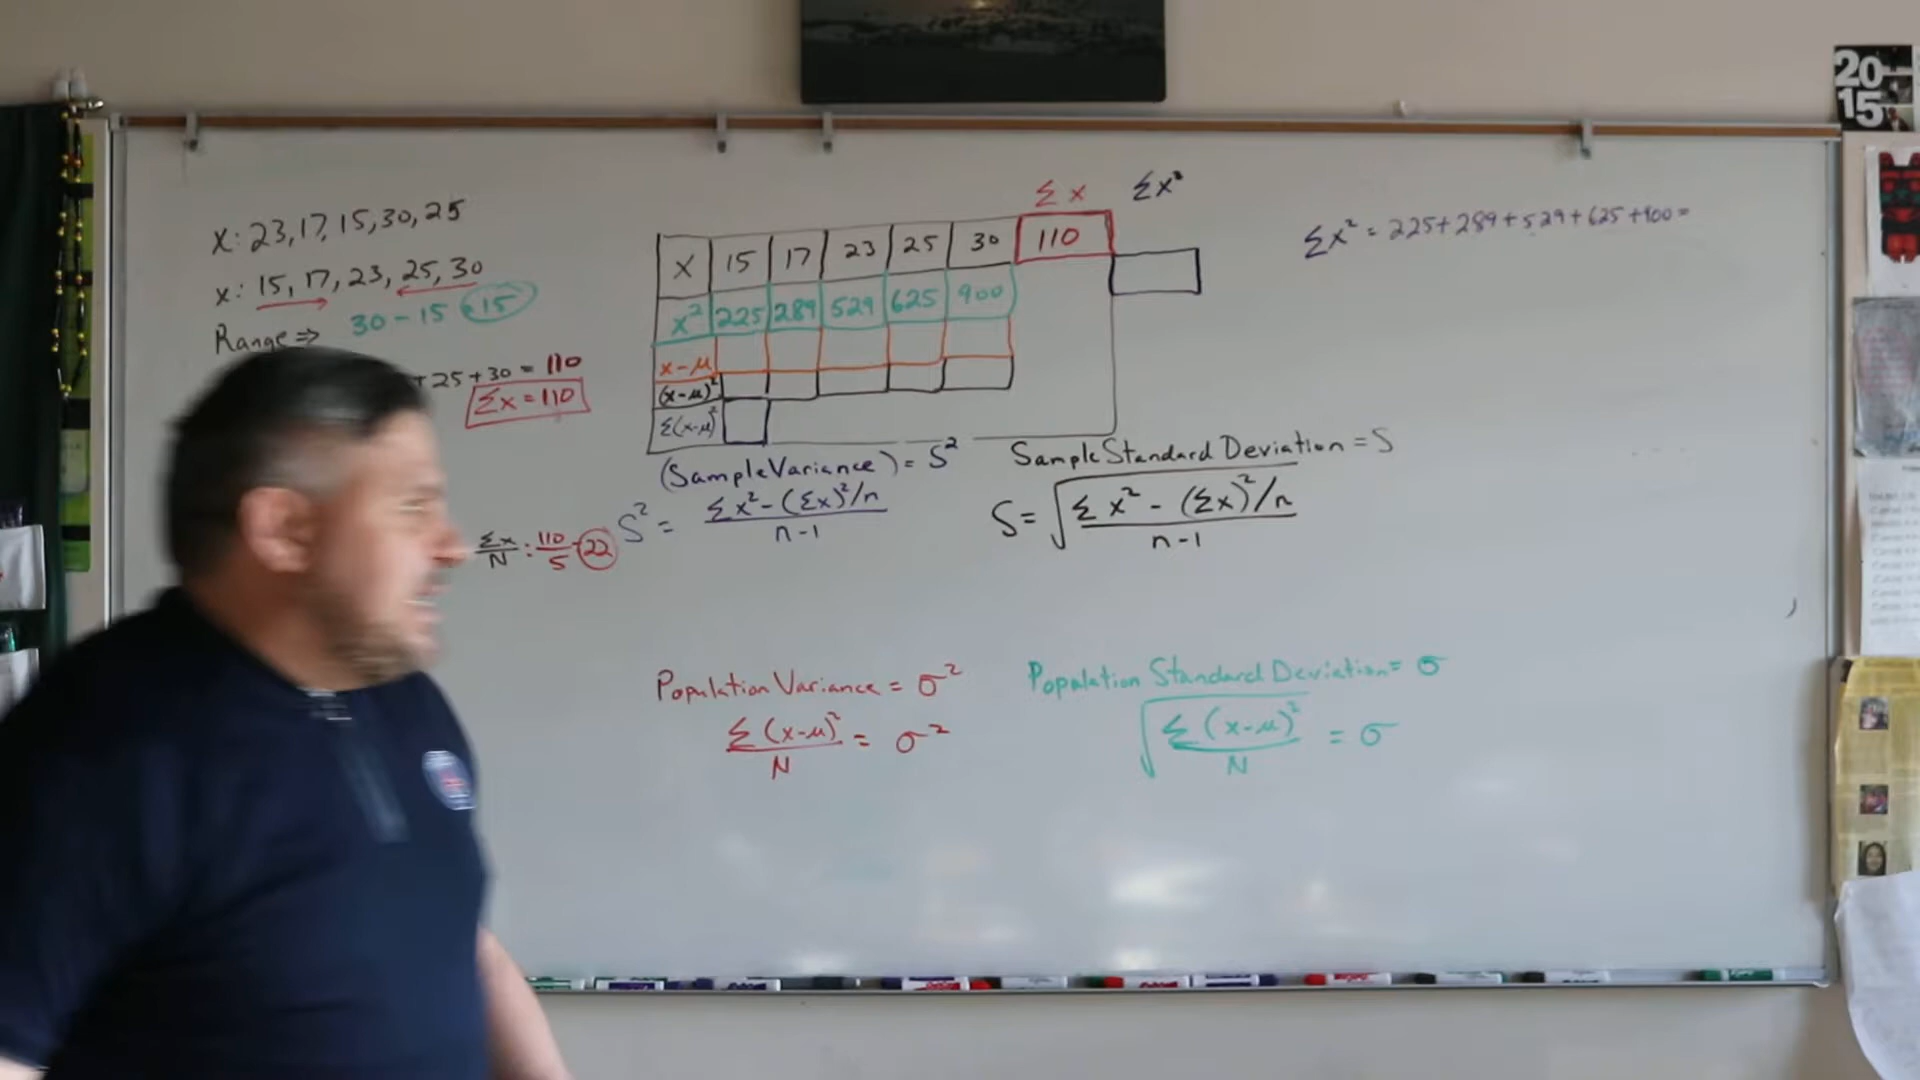 x: 23, 17, 15, 30, 25
x: 15, 17, 23, 25, 30
Range ⇒ 30 - 15 = 15
+ 25 + 30 = 110
Σx = 110
Σx/N = 110/5 = 22
Σx Σx²
X 15 17 23 25 30 110
x² 225 289 529 625 900
x-μ
(x-μ)²
Σ(x-μ)²
(Sample Variance) = S²
S² = Σx² - (Σx)²/n
n-1
Sample Standard Deviation = S
S = √ Σx² - (Σx)²/n
n-1
Population Variance = σ²
Σ(x-μ)² = σ²
N
Population Standard Deviation = σ
√ Σ(x-μ)² = σ
N
Σx² = 225 + 289 + 529 + 625 + 900 =
20
15